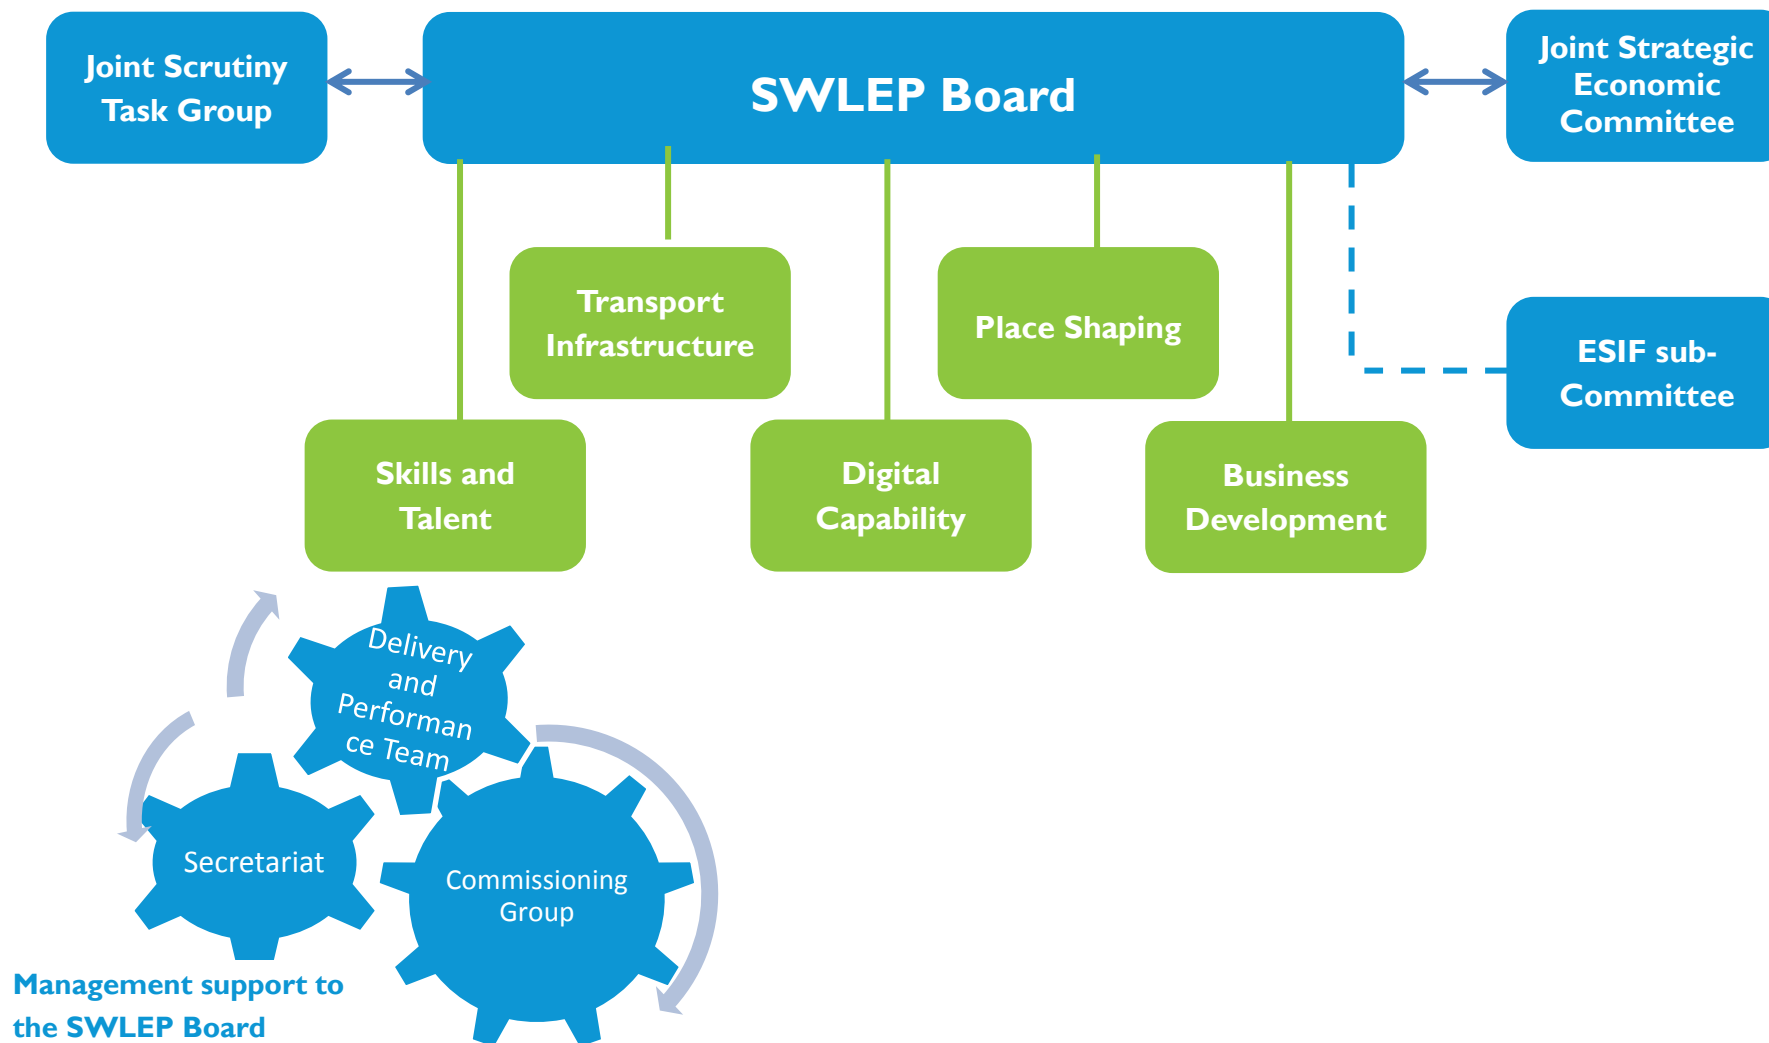 Joint Scrutiny
Task Group
SWLEP Board
Joint Strategic
Economic
Committee
Transport
Infrastructure
Place Shaping
ESIF sub-
Committee
Skills and
Talent
Digital
Capability
Business
Development
Delivery
and
Performan
ce Team
Secretariat
Commissioning
Group
Management support to
the SWLEP Board